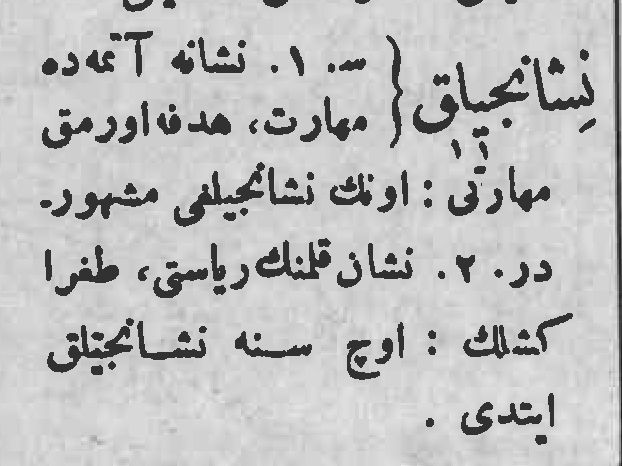 نِشانجیلق { س. ۱. نشانه آتمه‌ده
مهارت، هدفه اورمق
مهارتی : اونك نشانجیلغی مشهور-
در. ۲. نشان قلمنك ریاستی، طغرا
كشلك : اوچ سنه نشانجیلق
ایتدی .